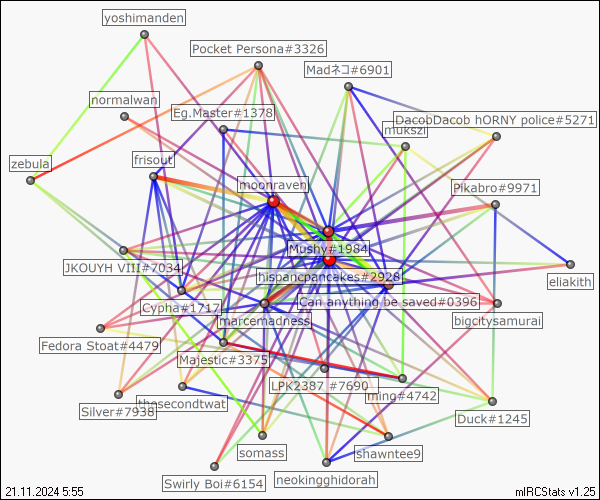 yoshimanden
Pocket Persona#3326
Madネコ#6901
normalwan
Eg.Master#1378
DacobDacob hORNY police#5271
mukszi
zebula
frisout
moonraven
Pikabro#9971
Mushy#1984
JKOUYH VIII#7034
hispanicpancakes#2928
eliakith
Cypha#1717
Can anything be saved#0396
marcemadness
bigcitysamurai
Fedora Stoat#4479
Majestic#3375
LPK2387 #7690
ming#4742
Silver#7938
thesecondtwat
Duck#1245
somass
shawntee9
Swirly Boi#6154
neokingghidorah
21.11.2024 5:55
mIRCStats v1.25